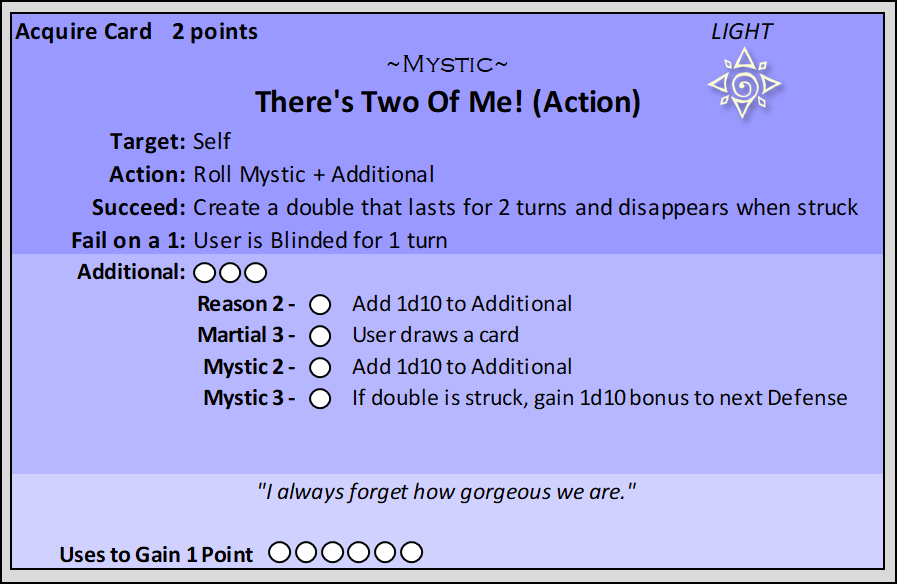 Acquire Card 2 points LIGHT
~MYSTIC~
There's Two Of Me! (Action)
Target: Self
Action: Roll Mystic + Additional
Succeed: Create a double that lasts for 2 turns and disappears when struck
Fail on a 1: User is Blinded for 1 turn
Additional:
Reason 2 - Add 1d10 to Additional
Martial 3 - User draws a card
Mystic 2 - Add 1d10 to Additional
Mystic 3 - If double is struck, gain 1d10 bonus to next Defense
"I always forget how gorgeous we are."
Uses to Gain 1 Point